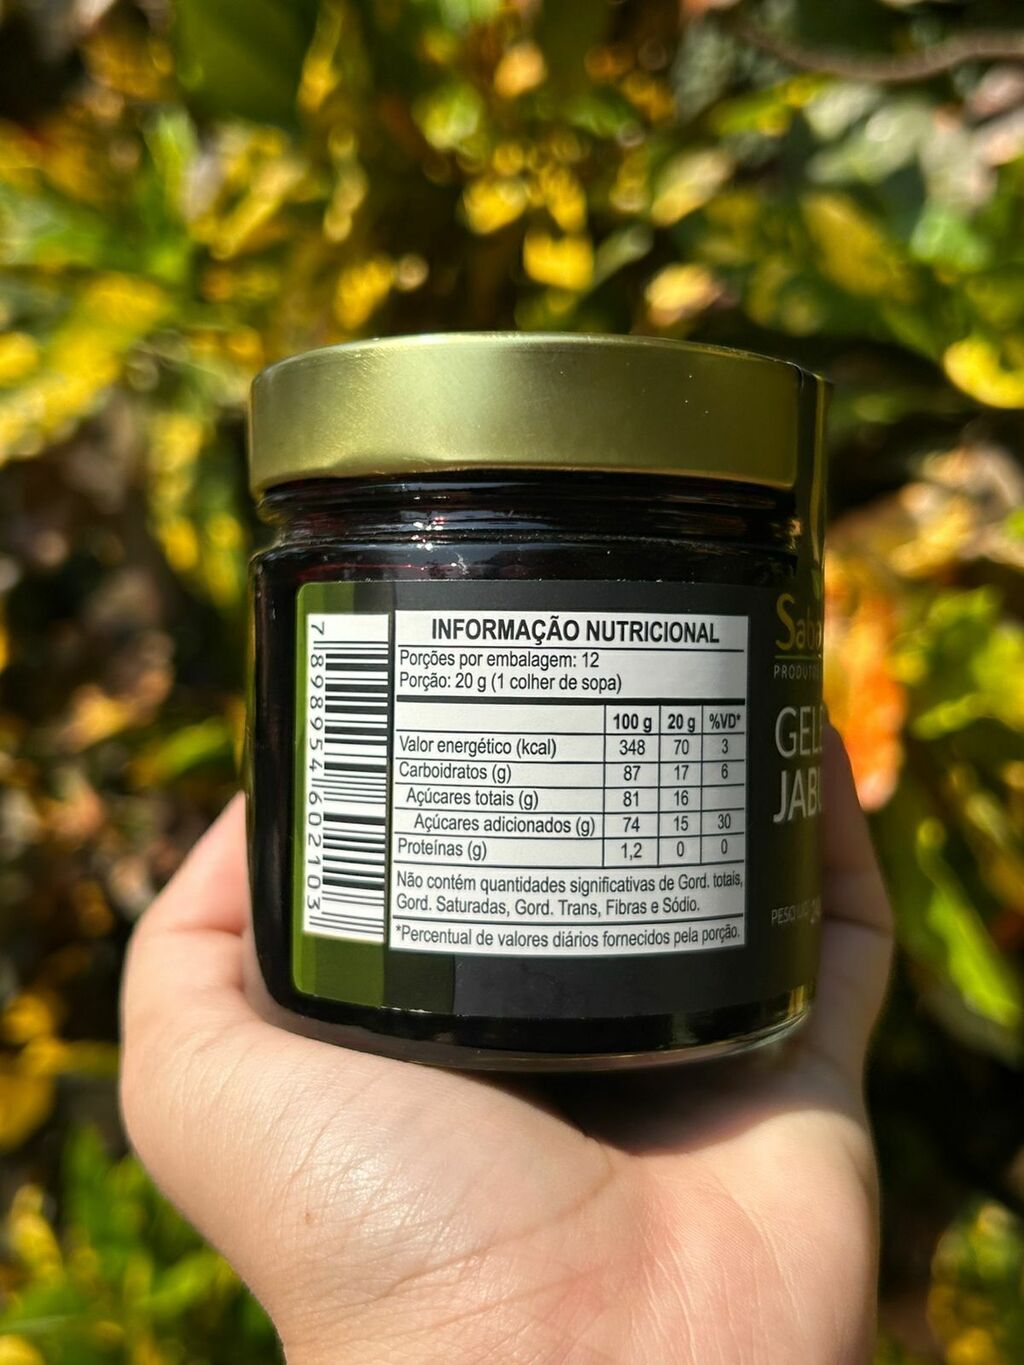 7 898954 602103
INFORMAÇÃO NUTRICIONAL
Porções por embalagem: 12
Porção: 20 g (1 colher de sopa)
100 g 20 g %VD*
Valor energético (kcal) 348 70 3
Carboidratos (g) 87 17 6
Açúcares totais (g) 81 16
Açúcares adicionados (g) 74 15 30
Proteínas (g) 1,2 0 0
Não contém quantidades significativas de Gord. totais,
Gord. Saturadas, Gord. Trans, Fibras e Sódio.
*Percentual de valores diários fornecidos pela porção.